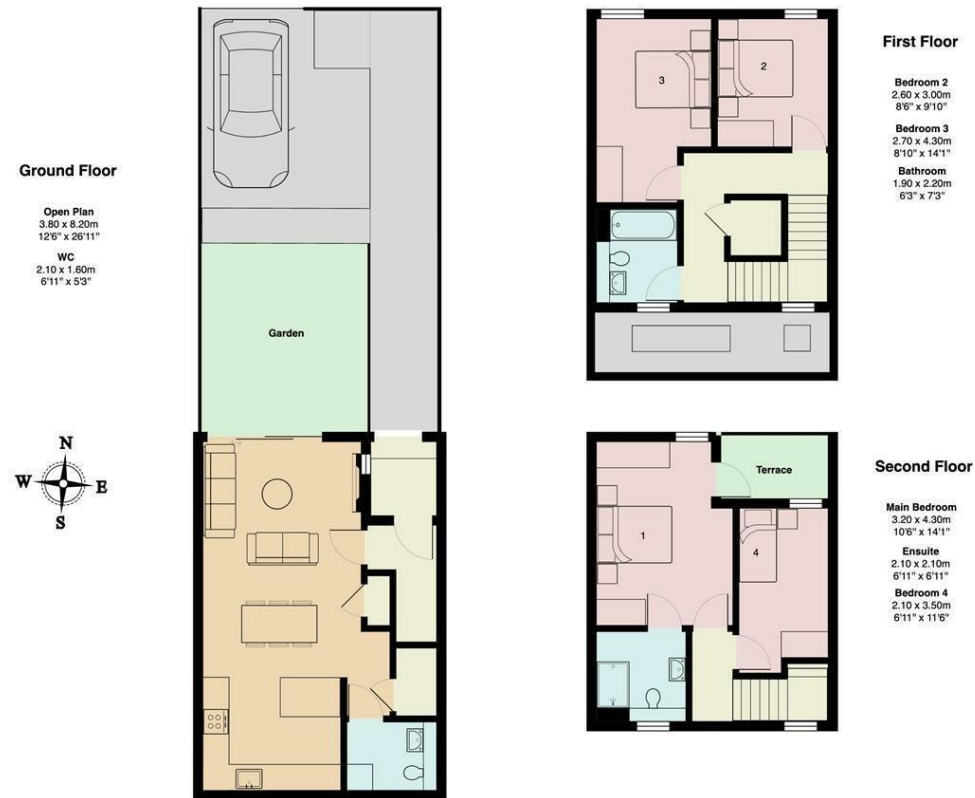 Ground Floor
Open Plan
3.80 x 8.20m
12'6" x 26'11"
WC
2.10 x 1.60m
6'11" x 5'3"
Garden
N
W
E
S
First Floor
Bedroom 2
2.60 x 3.00m
8'6" x 9'10"
Bedroom 3
2.70 x 4.30m
8'10" x 14'1"
Bathroom
1.90 x 2.20m
6'3" x 7'3"
3
2
Second Floor
Main Bedroom
3.20 x 4.30m
10'6" x 14'1"
Ensuite
2.10 x 2.10m
6'11" x 6'11"
Bedroom 4
2.10 x 3.50m
6'11" x 11'6"
Terrace
1
4